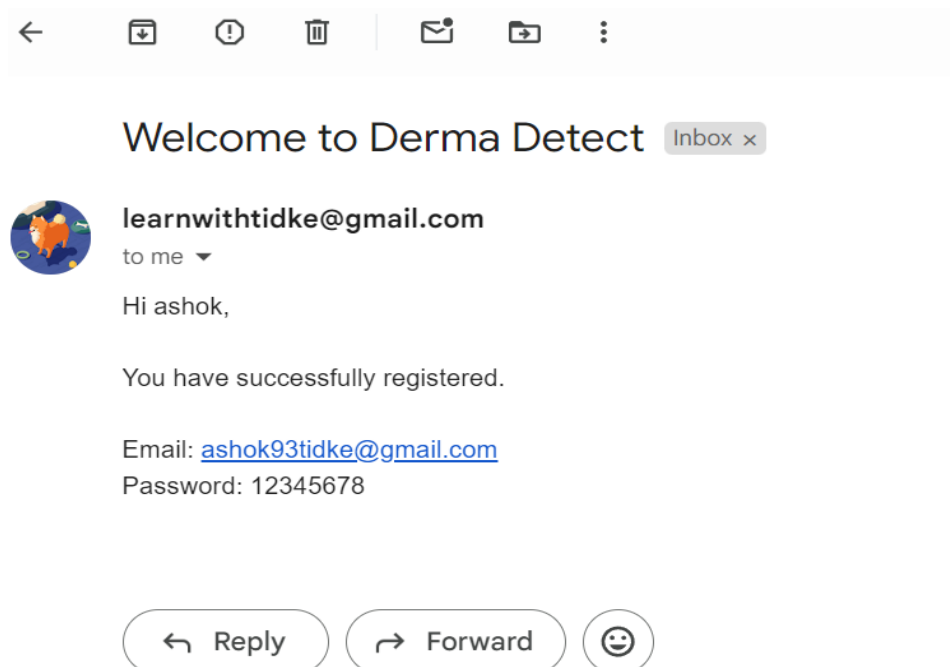 Welcome to Derma Detect Inbox ×
learnwithtidke@gmail.com
to me
Hi ashok,
You have successfully registered.
Email: ashok93tidke@gmail.com
Password: 12345678
Reply Forward